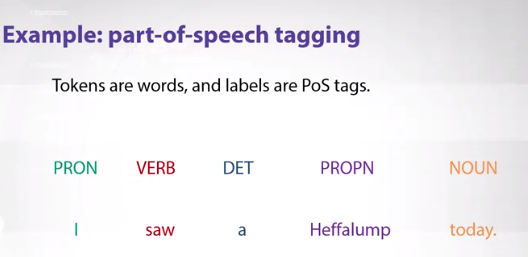 Example: part-of-speech tagging
Tokens are words, and labels are PoS tags.
PRON VERB DET PROPN NOUN
I saw a Heffalump today.